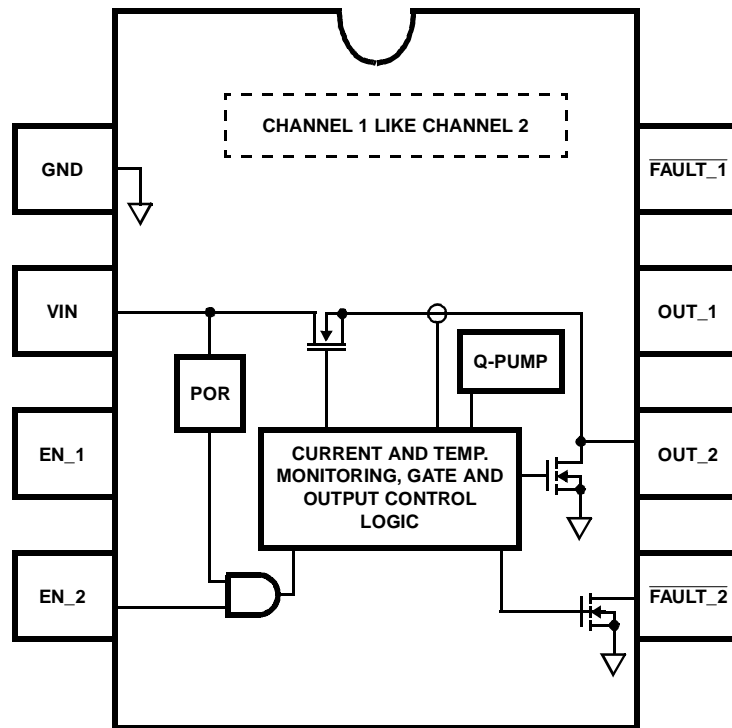 CHANNEL 1 LIKE CHANNEL 2
GND
FAULT_1
VIN
OUT_1
Q-PUMP
POR
CURRENT AND TEMP.
MONITORING, GATE AND
OUTPUT CONTROL
LOGIC
EN_1
OUT_2
EN_2
FAULT_2